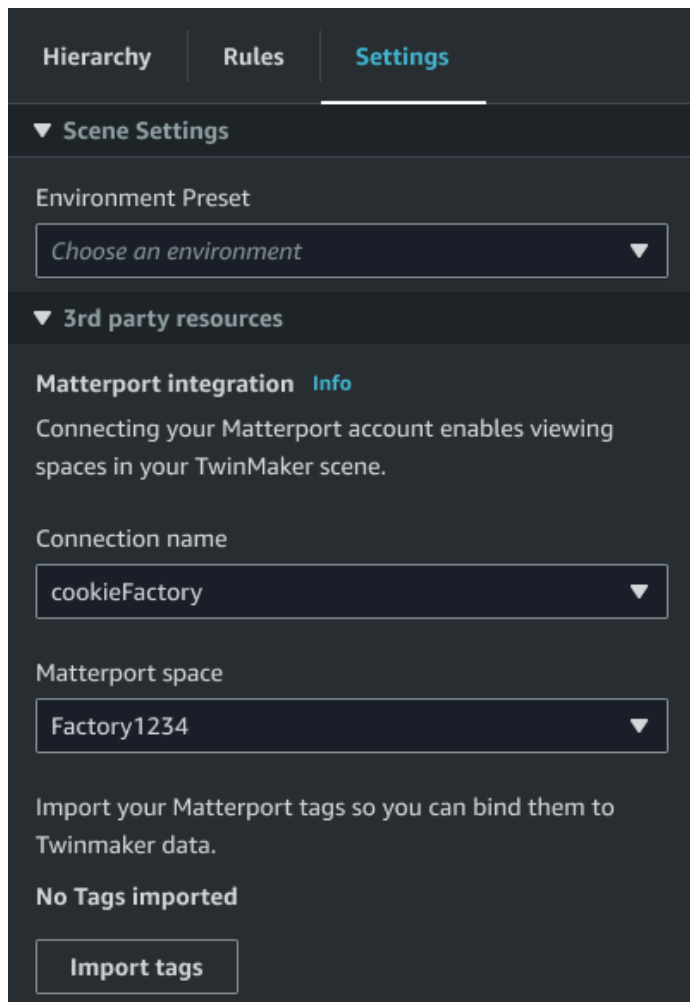 Hierarchy Rules Settings
Scene Settings
Environment Preset
Choose an environment
3rd party resources
Matterport integration Info
Connecting your Matterport account enables viewing
spaces in your TwinMaker scene.
Connection name
cookieFactory
Matterport space
Factory1234
Import your Matterport tags so you can bind them to
Twinmaker data.
No Tags imported
Import tags